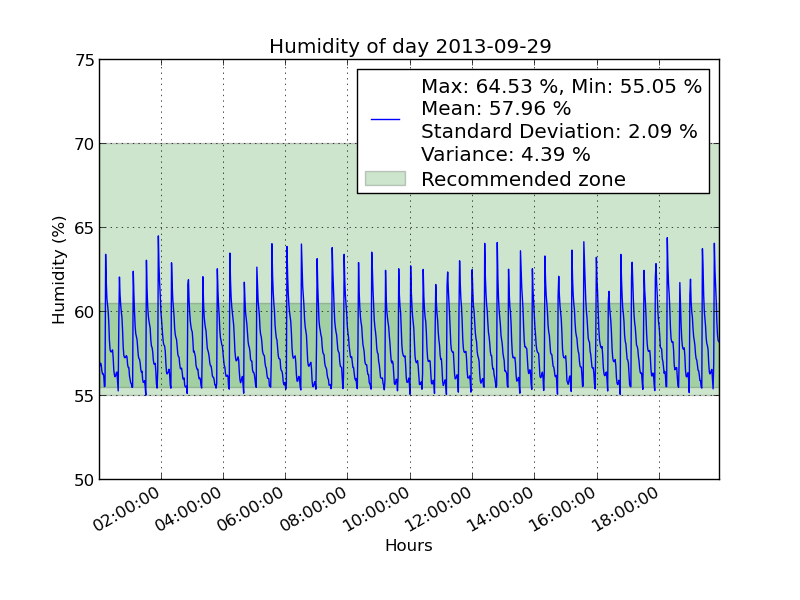 Humidity of day 2013-09-29
75
70
65
60
55
50
Humidity (%)
Max: 64.53 %, Min: 55.05 %
Mean: 57.96 %
Standard Deviation: 2.09 %
Variance: 4.39 %
Recommended zone
02:00:00
04:00:00
06:00:00
08:00:00
10:00:00
12:00:00
14:00:00
16:00:00
18:00:00
Hours